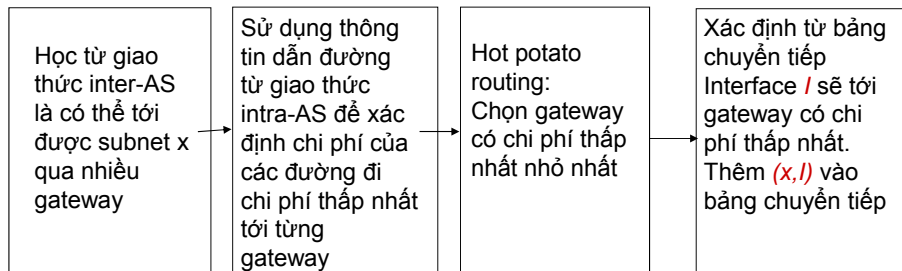 Học từ giao
thức inter-AS
là có thể tới
được subnet x
qua nhiều
gateway
Sử dụng thông
tin dẫn đường
từ giao thức
intra-AS để xác
định chi phí của
các đường đi
chi phí thấp nhất
tới từng
gateway
Hot potato
routing:
Chọn gateway
có chi phí thấp
nhất nhỏ nhất
Xác định từ bảng
chuyển tiếp
Interface I sẽ tới
gateway có chi
phí thấp nhất.
Thêm (x,I) vào
bảng chuyển tiếp